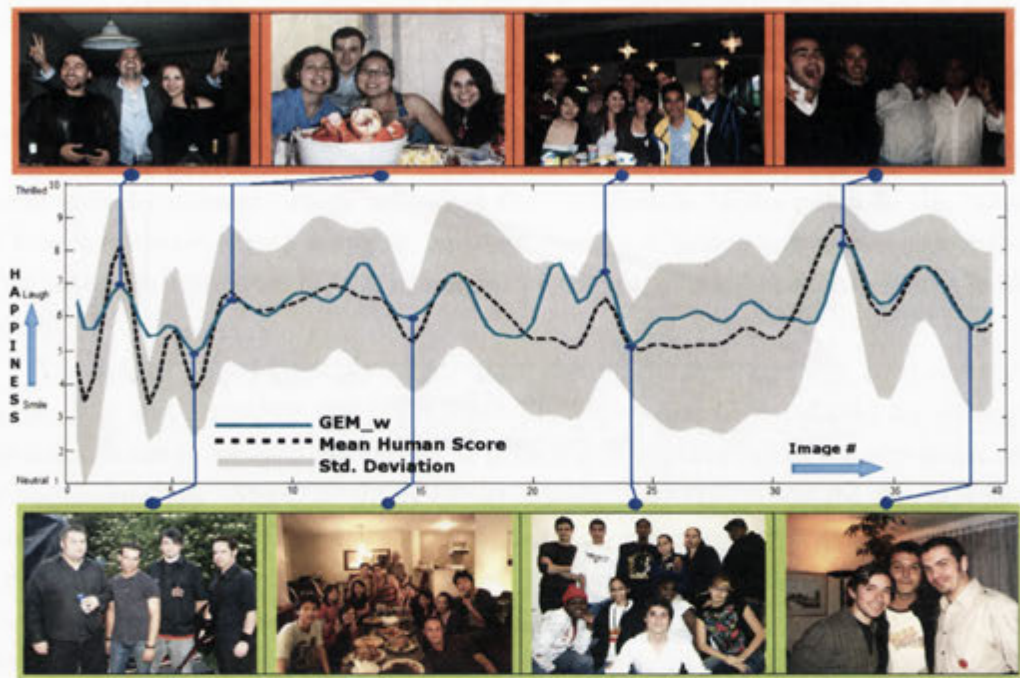 Thrilled
10
9
8
7
6
5
4
3
2
1
Laugh
Smile
Neutral
HAPPINESS
GEM_w
Mean Human Score
Std. Deviation
Image #
0
5
10
15
20
25
30
35
40